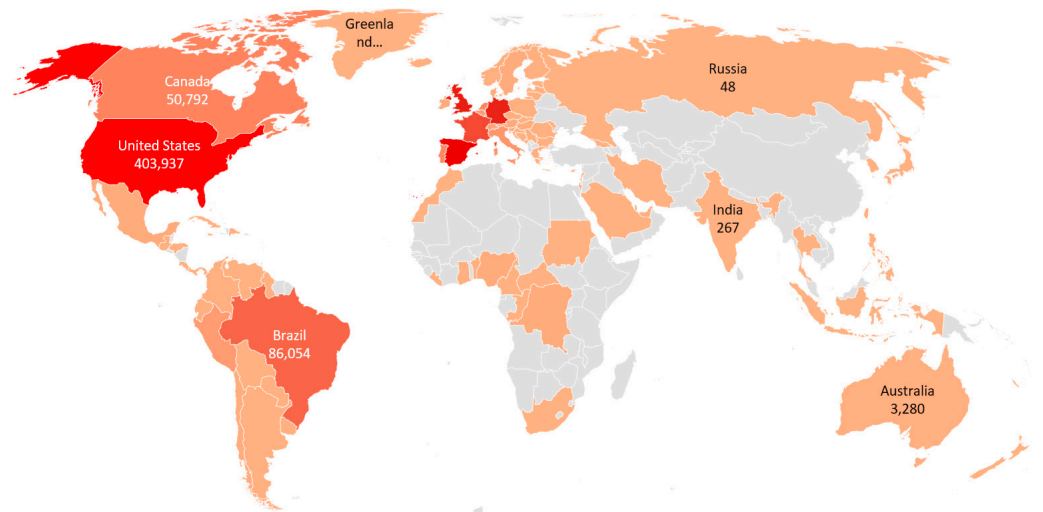 Greenla
nd...
Canada
50,792
Russia
48
United States
403,937
India
267
Brazil
86,054
Australia
3,280